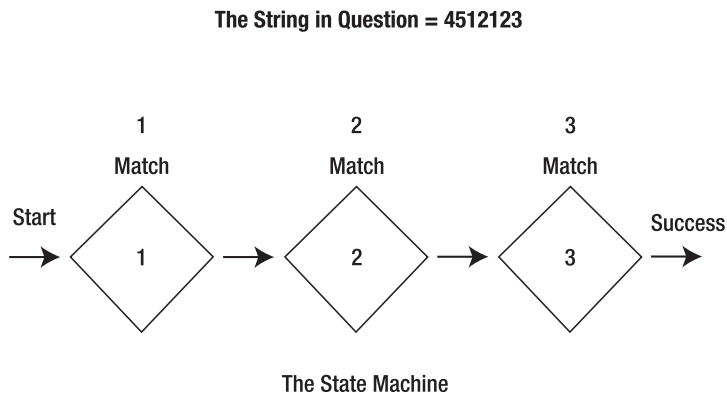 The String in Question = 4512123
1 2 3
Match Match Match
Start
Success
1 2 3
The State Machine